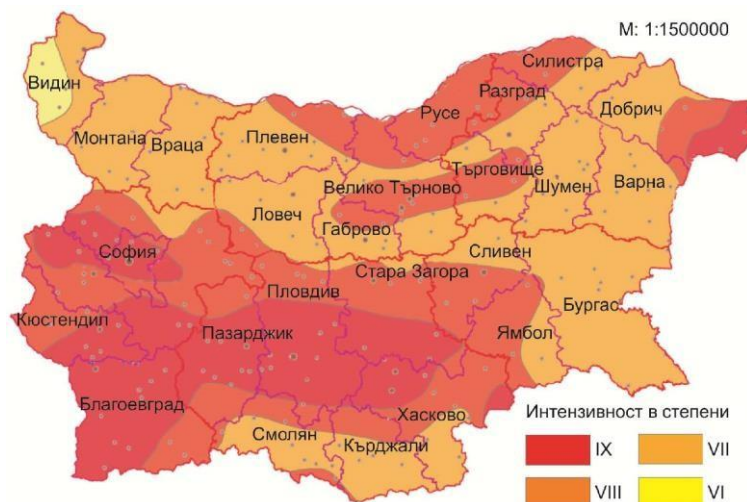 М: 1:1500000
Видин
Силистра
Разград
Русе
Добрич
Монтана
Враца
Плевен
Търговище
Велико Търново
Шумен
Варна
Ловеч
Габрово
София
Сливен
Стара Загора
Пловдив
Бургас
Кюстендил
Пазарджик
Ямбол
Благоевград
Хасково
Смолян
Кърджали
Интензивност в степени
IX
VII
VIII
VI